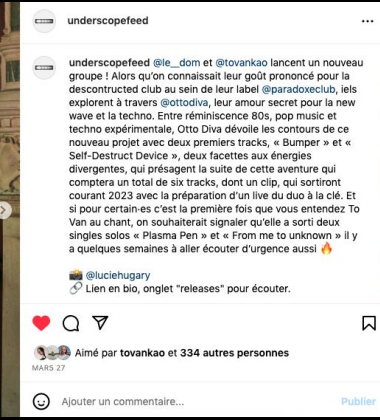 underscopefeed
underscopefeed @le__dom et @tovankao lancent un nouveau
groupe ! Alors qu'on connaissait leur goût prononcé pour la
descontructed club au sein de leur label @paradoxeclub, iels
explorent à travers @ottodiva, leur amour secret pour la new
wave et la techno. Entre réminiscence 80s, pop music et
techno expérimentale, Otto Diva dévoile les contours de ce
nouveau projet avec deux premiers tracks, « Bumper » et «
Self-Destruct Device », deux facettes aux énergies
divergentes, qui présagent la suite de cette aventure qui
comptera un total de six tracks, dont un clip, qui sortiront
courant 2023 avec la préparation d'un live du duo à la clé. Et
si pour certain·es c'est la première fois que vous entendez To
Van au chant, on souhaiterait signaler qu'elle a sorti deux
singles solos « Plasma Pen » et « From me to unknown » il y
a quelques semaines à aller écouter d'urgence aussi 🔥
📸 @luciehugary
🔗 Lien en bio, onglet "releases" pour écouter.
Aimé par tovankao et 334 autres personnes
MARS 27
Ajouter un commentaire...
Publier